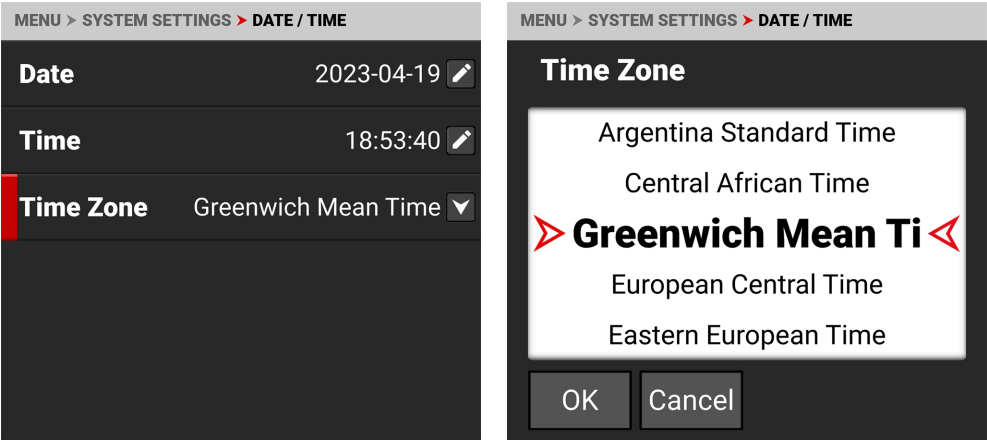 MENU > SYSTEM SETTINGS > DATE / TIME
Date 2023-04-19
Time 18:53:40
Time Zone Greenwich Mean Time
MENU > SYSTEM SETTINGS > DATE / TIME
Time Zone
Argentina Standard Time
Central African Time
Greenwich Mean Ti
European Central Time
Eastern European Time
OK Cancel